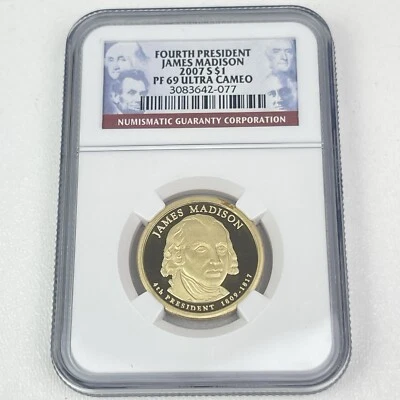 FOURTH PRESIDENT
JAMES MADISON
2007 S $1
PF 69 ULTRA CAMEO
3083642-077
NUMISMATIC GUARANTY CORPORATION
JAMES MADISON
4th PRESIDENT 1809-1817